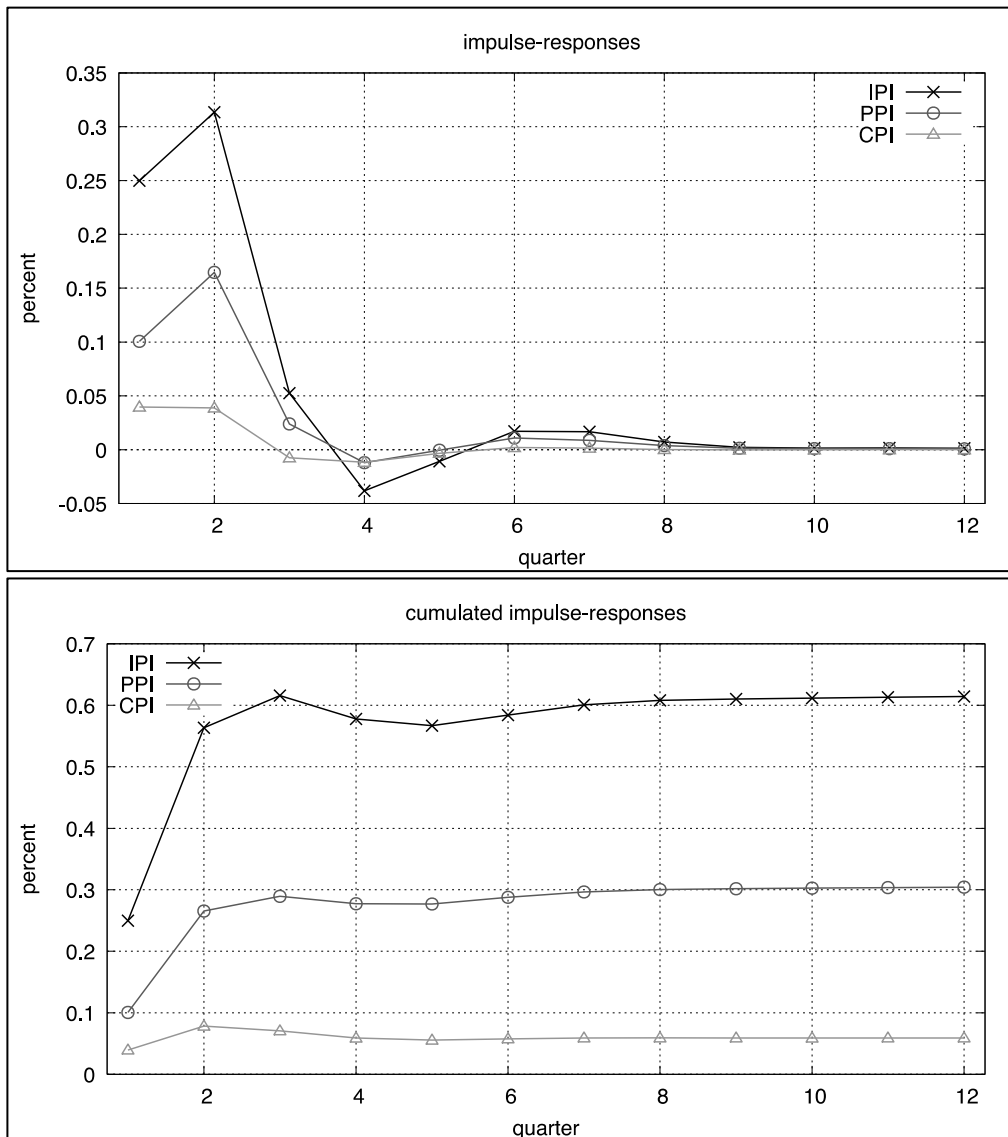 impulse-responses
0.35
0.3
0.25
0.2
0.15
0.1
0.05
0
-0.05
percent
IPI
PPI
CPI
2 4 6 8 10 12
quarter
cumulated impulse-responses
0.7
0.6
0.5
0.4
0.3
0.2
0.1
0
percent
IPI
PPI
CPI
2 4 6 8 10 12
quarter